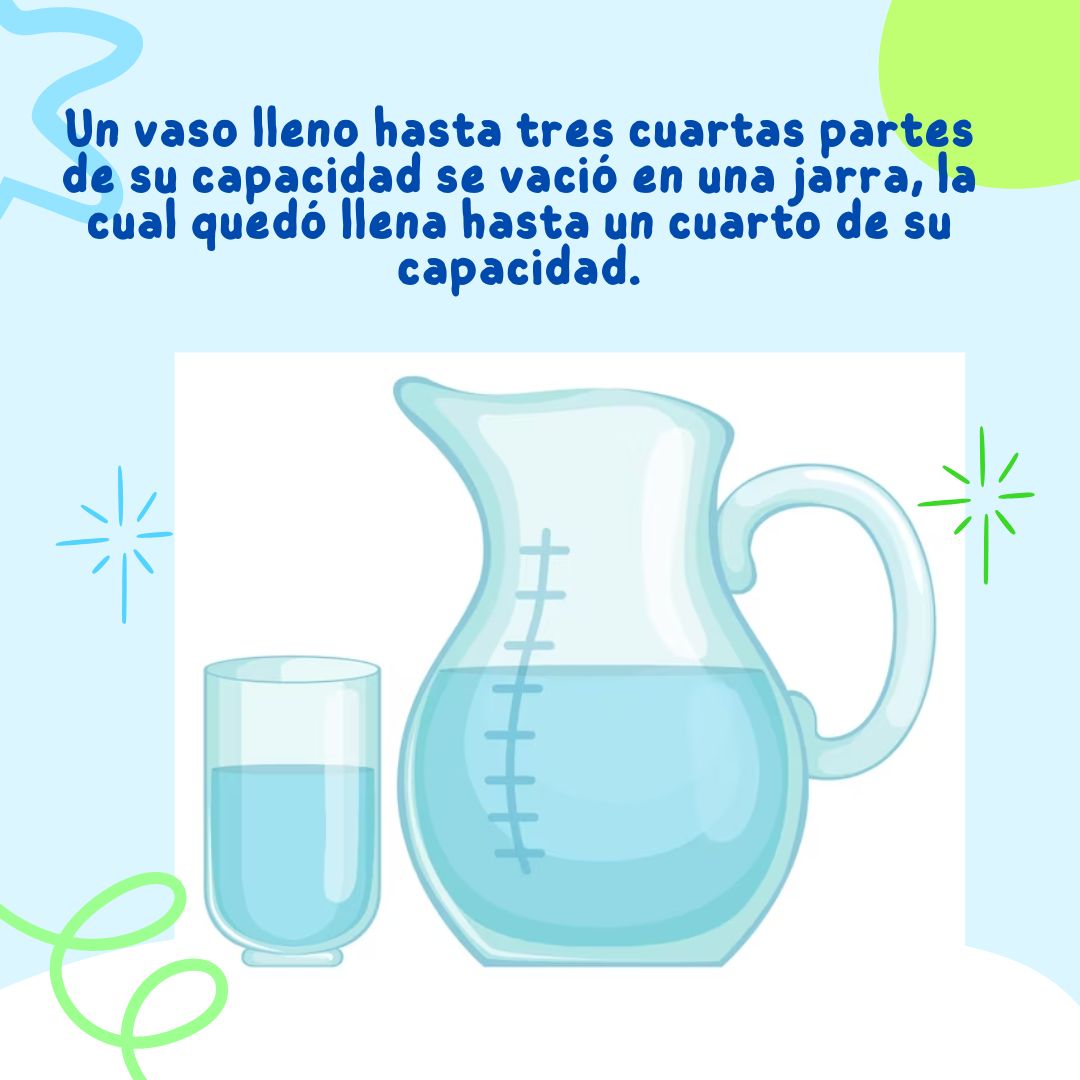 Un vaso lleno hasta tres cuartas partes
de su capacidad se vació en una jarra, la
cual quedó llena hasta un cuarto de su
capacidad.